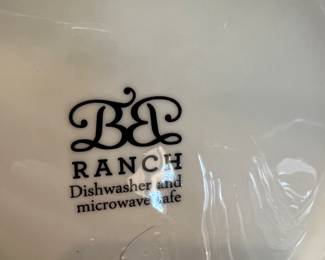 BB
RANCH
Dishwasher and
microwave safe